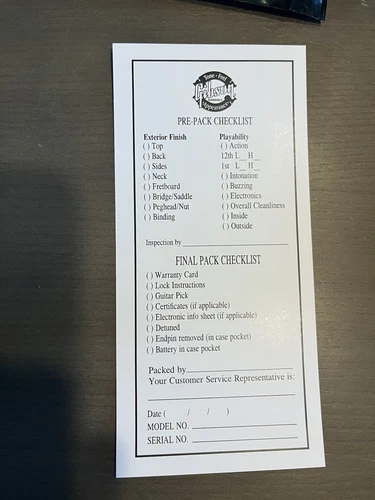 Tone · Feel
Gibson
Appearance
PRE-PACK CHECKLIST
Exterior Finish
( ) Top
( ) Back
( ) Sides
( ) Neck
( ) Fretboard
( ) Bridge/Saddle
( ) Peghead/Nut
( ) Binding
Playability
( ) Action
12th L__ H__
1st L__ H__
( ) Intonation
( ) Buzzing
( ) Electronics
( ) Overall Cleanliness
( ) Inside
( ) Outside
Inspection by
FINAL PACK CHECKLIST
( ) Warranty Card
( ) Lock Instructions
( ) Guitar Pick
( ) Certificates (if applicable)
( ) Electronic info sheet (if applicable)
( ) Detuned
( ) Endpin removed (in case pocket)
( ) Battery in case pocket
Packed by
Your Customer Service Representative is:
Date ( / / )
MODEL NO.
SERIAL NO.